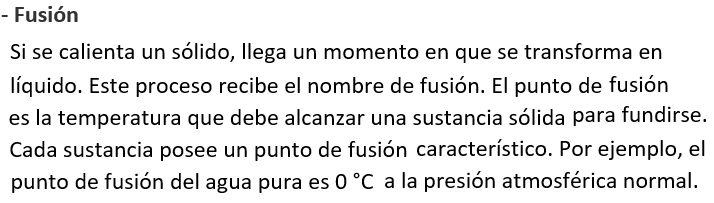 - Fusión
Si se calienta un sólido, llega un momento en que se transforma en
líquido. Este proceso recibe el nombre de fusión. El punto de fusión
es la temperatura que debe alcanzar una sustancia sólida para fundirse.
Cada sustancia posee un punto de fusión característico. Por ejemplo, el
punto de fusión del agua pura es 0 °C a la presión atmosférica normal.